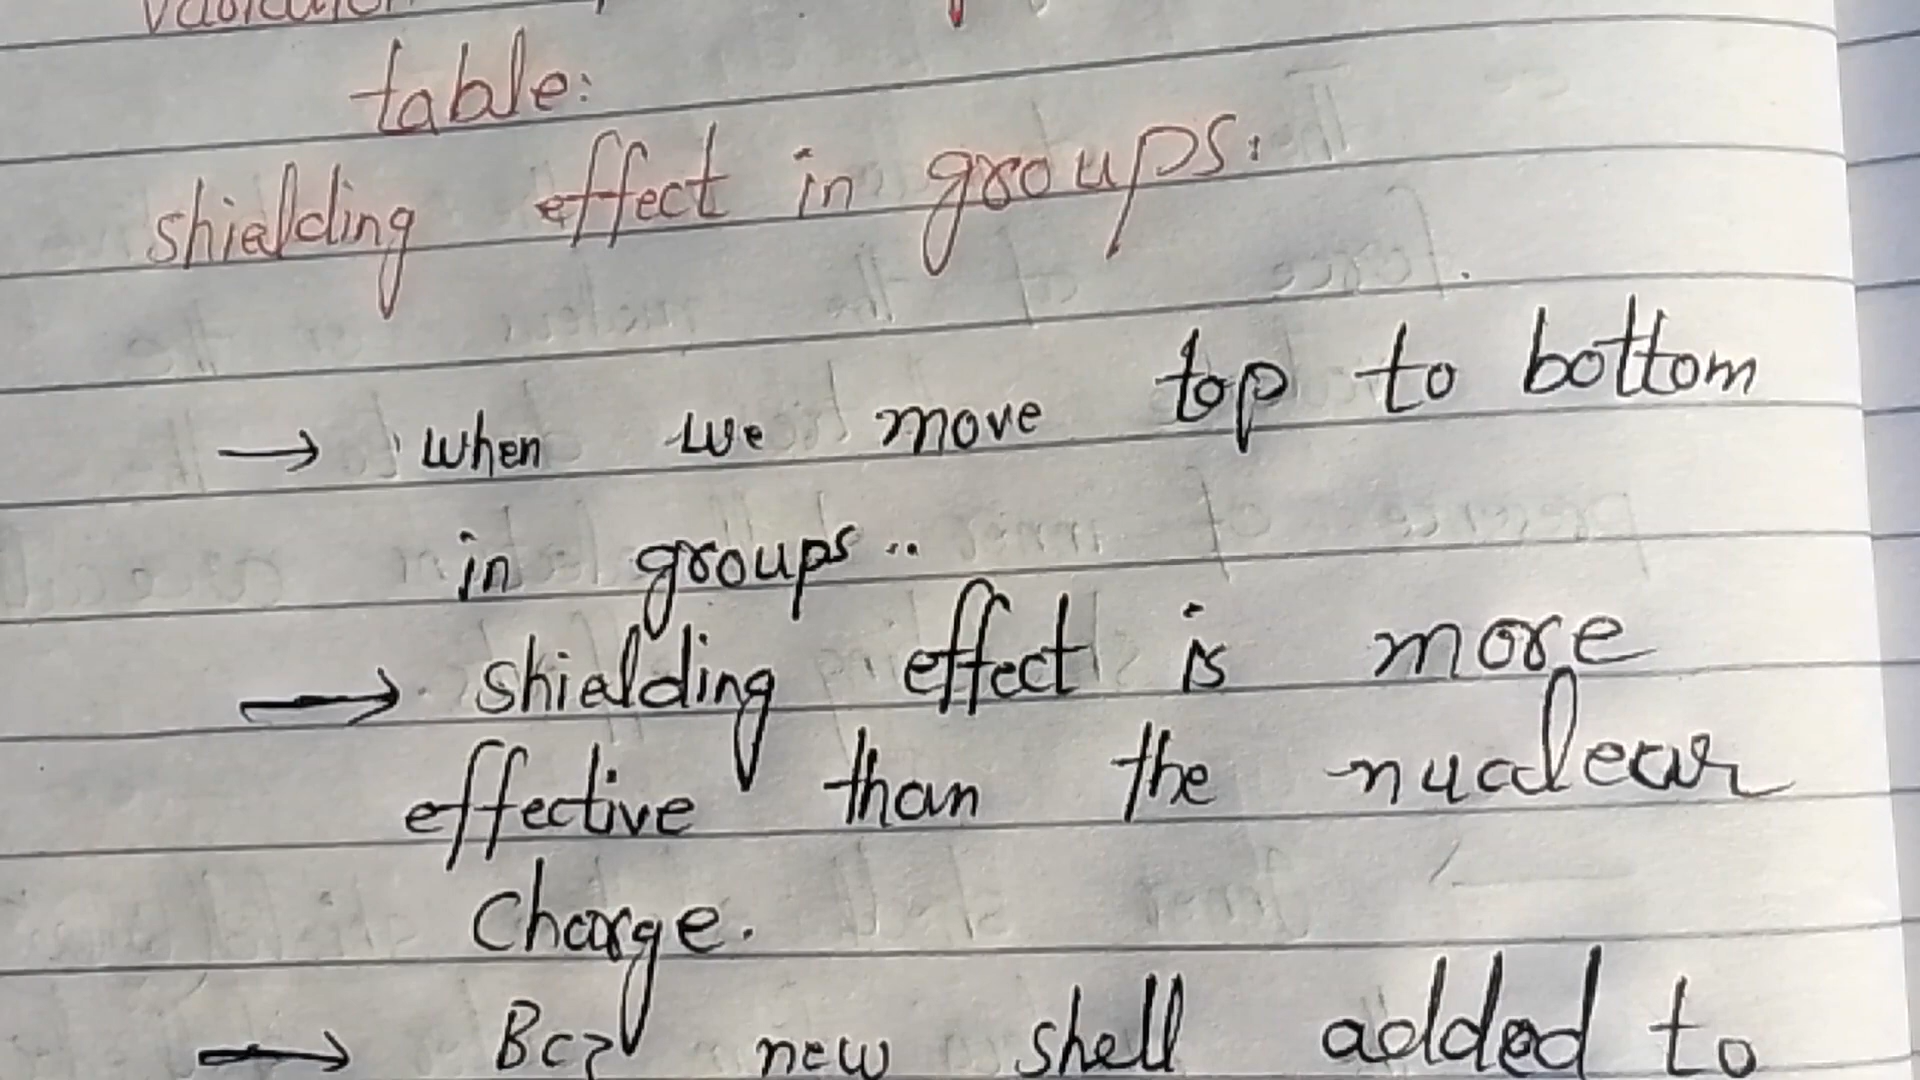 table:
shielding effect in groups:
→ when we move top to bottom
in groups..
→ shielding effect is more
effective than the nuclear
charge.
→ Bcz new shell added to